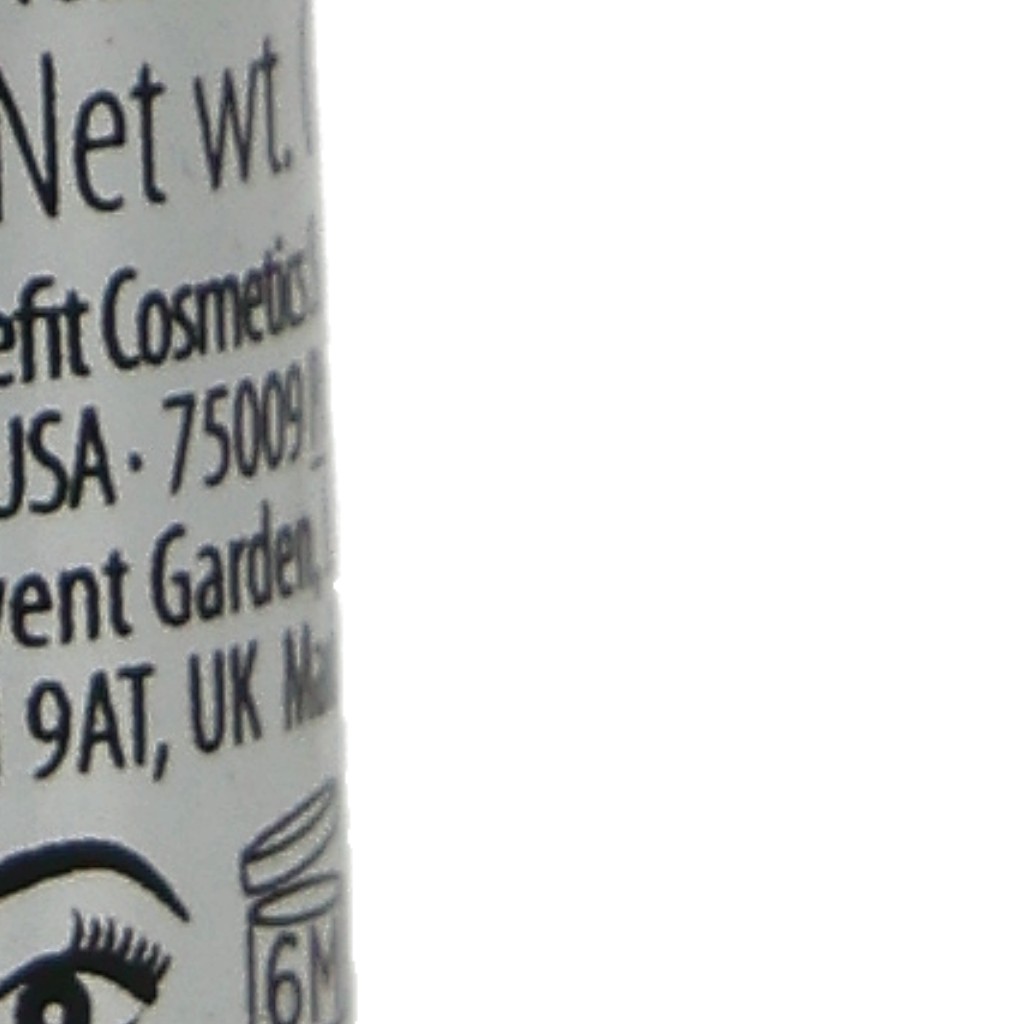 Net wt.
efit Cosmetics
USA · 75009
vent Garden,
9AT, UK
6M